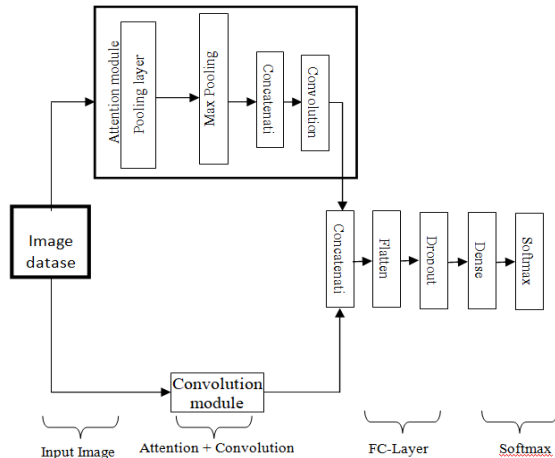 Attention module
Pooling layer
Max Pooling
Concatenati
Convolution
Image
datase
Concatenati
Flatten
Dropout
Dense
Softmax
Convolution
module
Input Image
Attention + Convolution
FC-Layer
Softmax